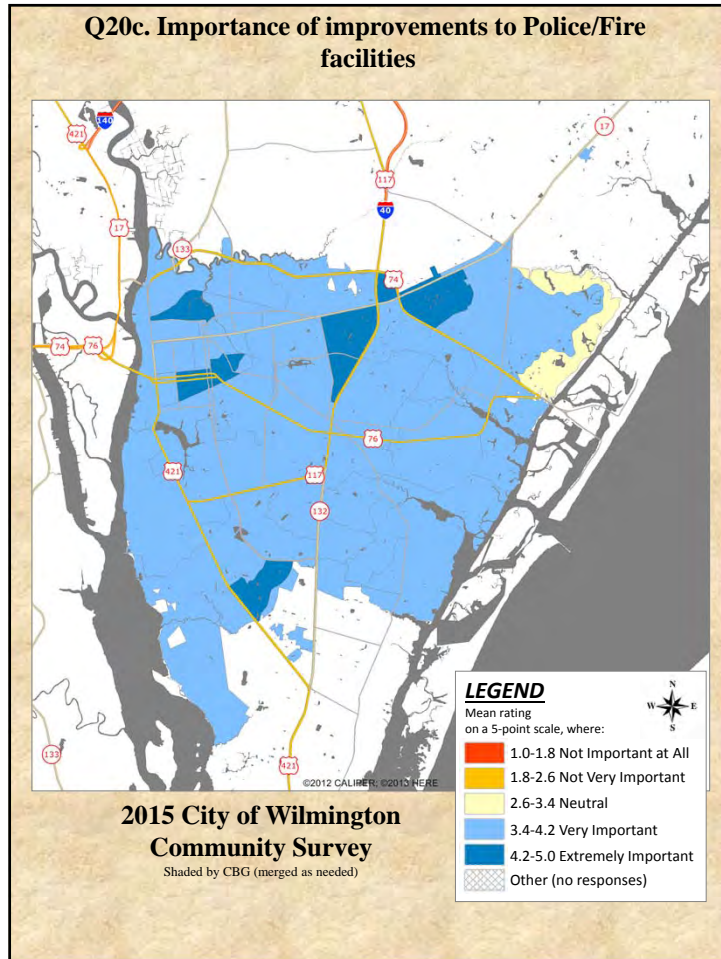 Q20c. Importance of improvements to Police/Fire
facilities
140
421
17
117
40
17
133
74
74
76
76
421
117
132
133
421
©2012 CALIPER; ©2013 HERE
LEGEND
Mean rating
on a 5-point scale, where:
N
W E
S
1.0-1.8 Not Important at All
1.8-2.6 Not Very Important
2.6-3.4 Neutral
3.4-4.2 Very Important
4.2-5.0 Extremely Important
Other (no responses)
2015 City of Wilmington
Community Survey
Shaded by CBG (merged as needed)